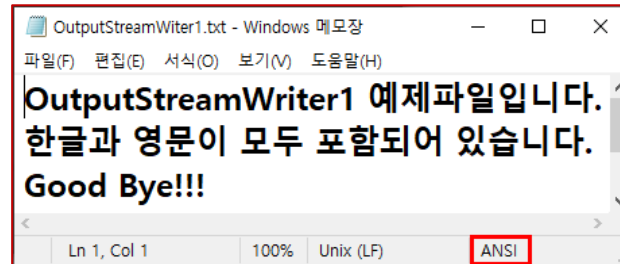 OutputStreamWiter1.txt - Windows 메모장
파일(F) 편집(E) 서식(O) 보기(V) 도움말(H)
OutputStreamWriter1 예제파일입니다.
한글과 영문이 모두 포함되어 있습니다.
Good Bye!!!
Ln 1, Col 1 100% Unix (LF) ANSI